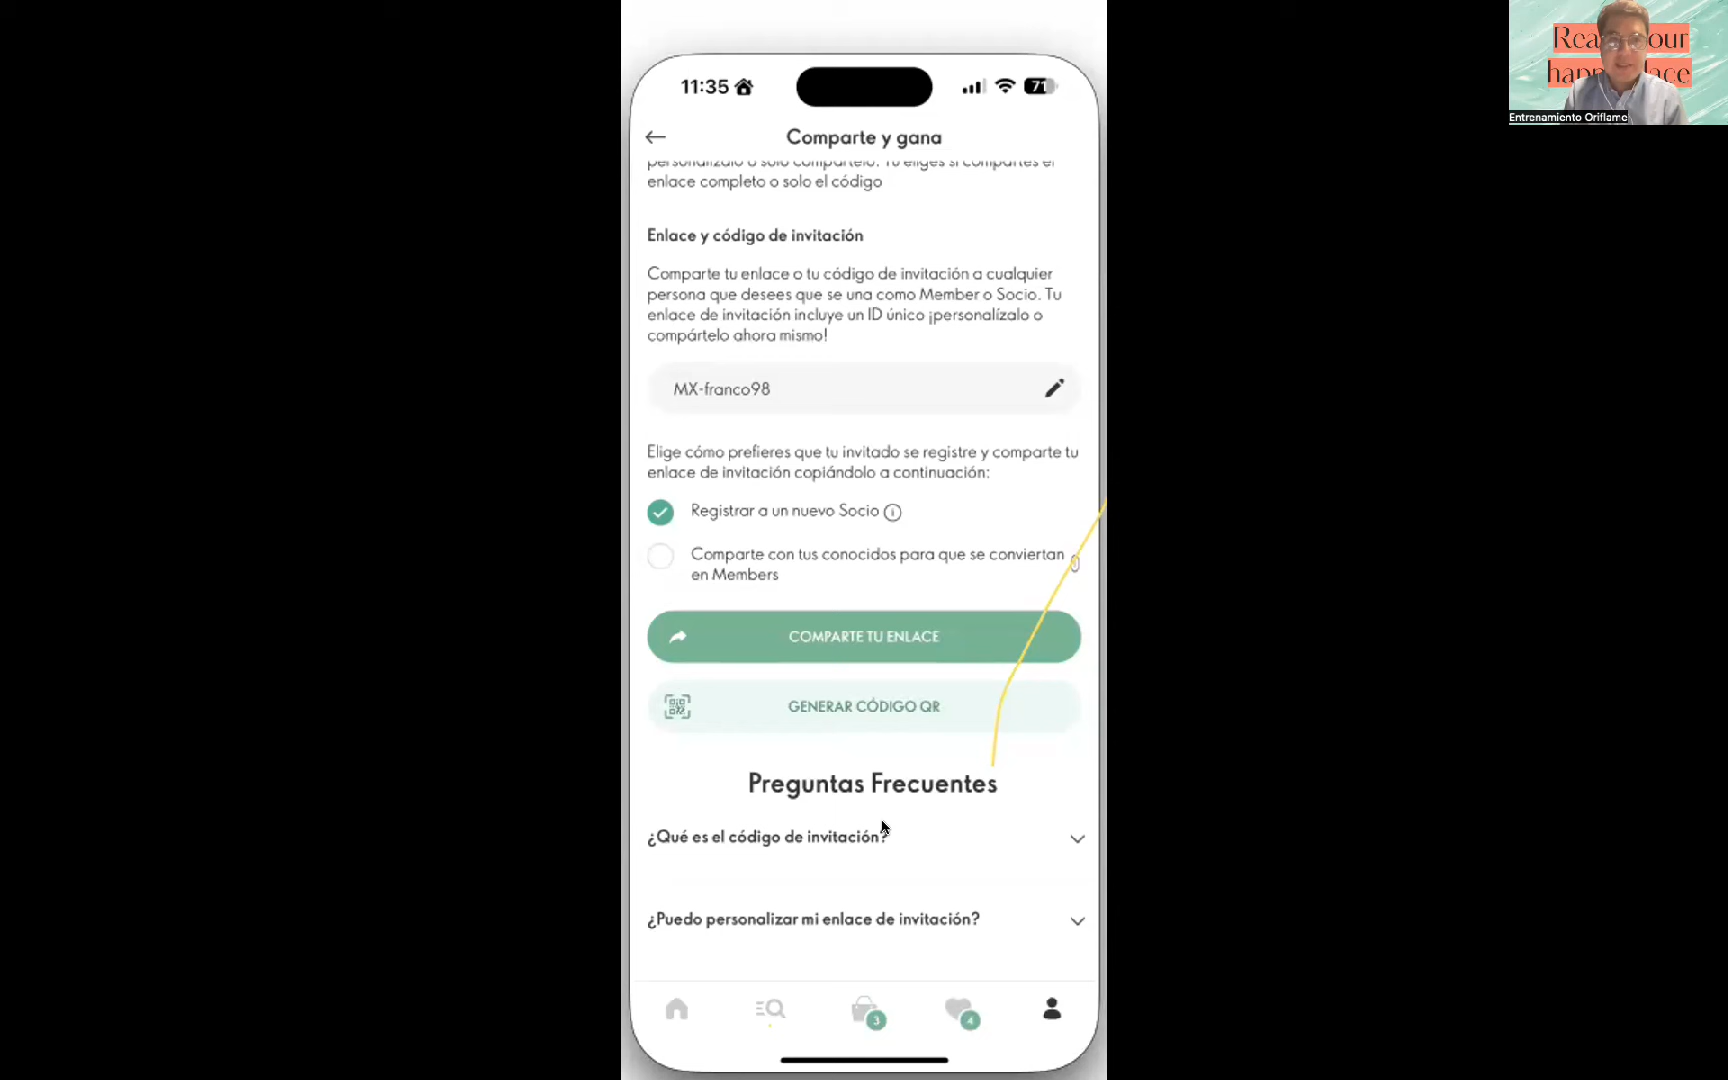 11:35
71
Comparte y gana
personalízalo o solo compártelo. Tú eliges si compartes el
enlace completo o solo el código
Enlace y código de invitación
Comparte tu enlace o tu código de invitación a cualquier
persona que desees que se una como Member o Socio. Tu
enlace de invitación incluye un ID único ¡personalízalo o
compártelo ahora mismo!
MX-franco98
Elige cómo prefieres que tu invitado se registre y comparte tu
enlace de invitación copiándolo a continuación:
Registrar a un nuevo Socio
Comparte con tus conocidos para que se conviertan
en Members
COMPARTE TU ENLACE
GENERAR CÓDIGO QR
Preguntas Frecuentes
¿Qué es el código de invitación?
¿Puedo personalizar mi enlace de invitación?
3
4
Entrenamiento Oriflame